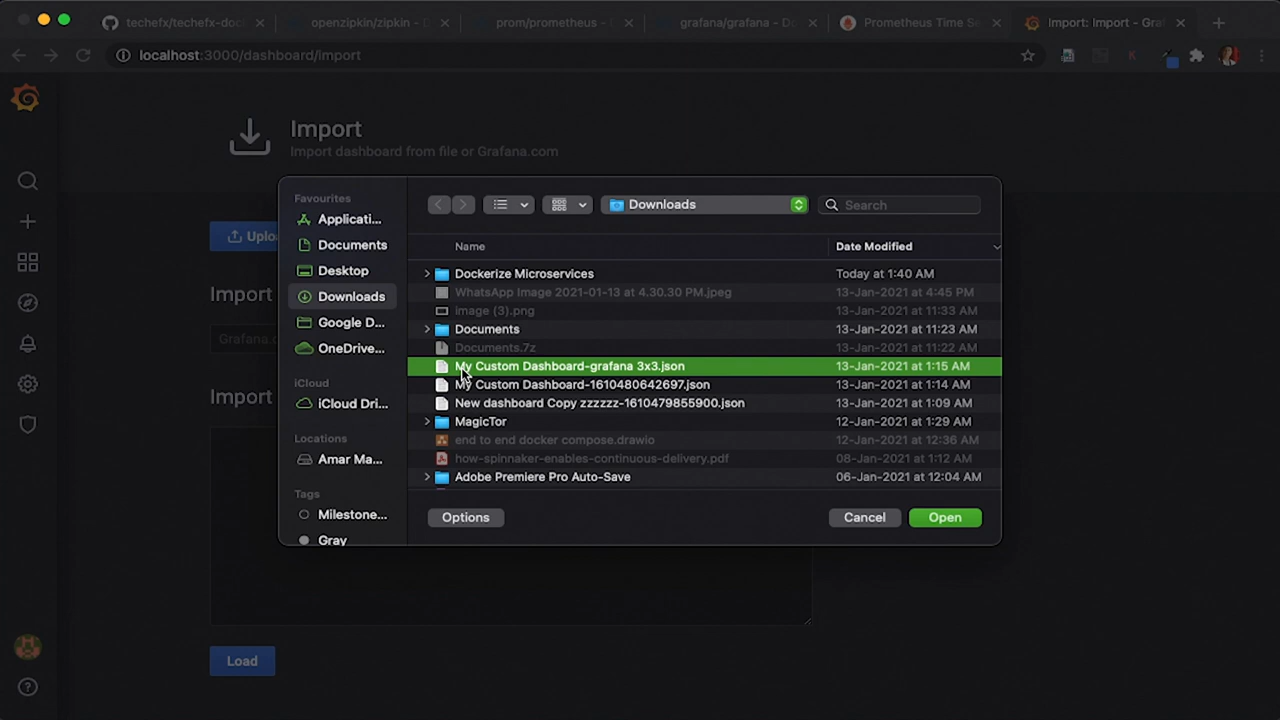 techefx/techefx-doc
openzipkin/zipkin - D
prom/prometheus - D
grafana/grafana - Do
Prometheus Time Se
Import: Import - Graf
localhost:3000/dashboard/import
Import
Import dashboard from file or Grafana.com
Uplo
Import
Grafana.c
Import
Load
Favourites
Applicati...
Documents
Desktop
Downloads
Google D...
OneDrive...
iCloud
iCloud Dri...
Locations
Amar Ma...
Tags
Milestone...
Gray
Downloads
Search
Name Date Modified
Dockerize Microservices Today at 1:40 AM
WhatsApp Image 2021-01-13 at 4.30.30 PM.jpeg 13-Jan-2021 at 4:45 PM
image (3).png 13-Jan-2021 at 11:33 AM
Documents 13-Jan-2021 at 11:23 AM
Documents.7z 13-Jan-2021 at 11:22 AM
My Custom Dashboard-grafana 3x3.json 13-Jan-2021 at 1:15 AM
My Custom Dashboard-1610480642697.json 13-Jan-2021 at 1:14 AM
New dashboard Copy zzzzzz-1610479855900.json 13-Jan-2021 at 1:09 AM
MagicTor 12-Jan-2021 at 1:29 AM
end to end docker compose.drawio 12-Jan-2021 at 12:36 AM
how-spinnaker-enables-continuous-delivery.pdf 08-Jan-2021 at 1:12 AM
Adobe Premiere Pro Auto-Save 06-Jan-2021 at 12:04 AM
Options
Cancel
Open